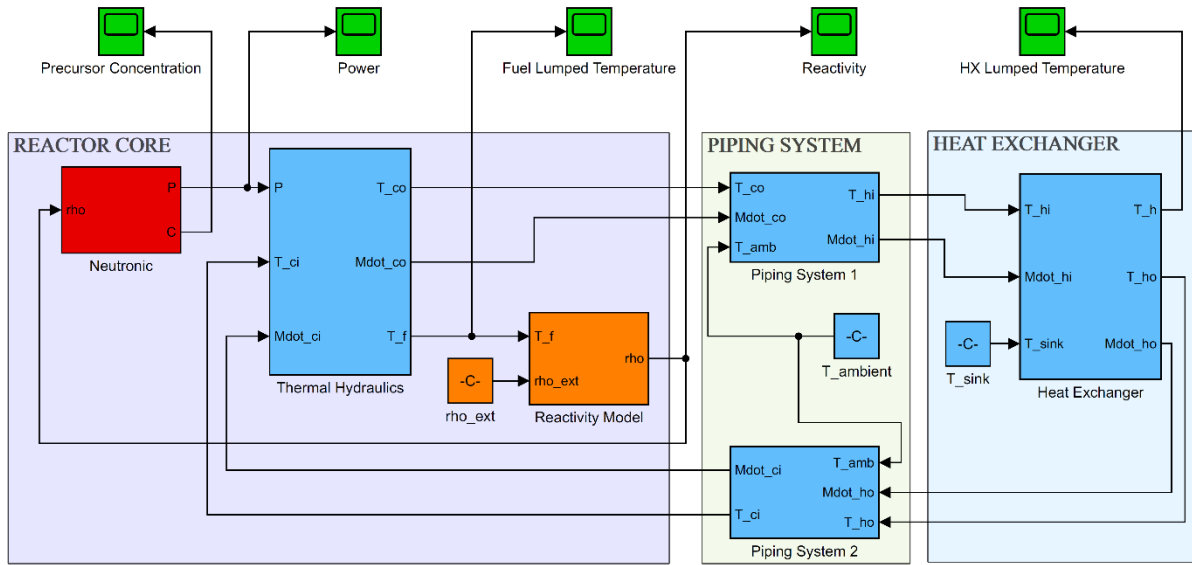 Precursor Concentration
Power
Fuel Lumped Temperature
Reactivity
HX Lumped Temperature
REACTOR CORE
P
rho
C
Neutronic
P
T_co
T_ci
Mdot_co
Mdot_ci
T_f
Thermal Hydraulics
-C-
rho_ext
T_f
rho
rho_ext
Reactivity Model
PIPING SYSTEM
T_co
T_hi
Mdot_co
Mdot_hi
T_amb
Piping System 1
-C-
T_ambient
Mdot_ci
T_amb
Mdot_ho
T_ci
T_ho
Piping System 2
HEAT EXCHANGER
T_hi
T_h
Mdot_hi
T_ho
T_sink
Mdot_ho
Heat Exchanger
-C-
T_sink